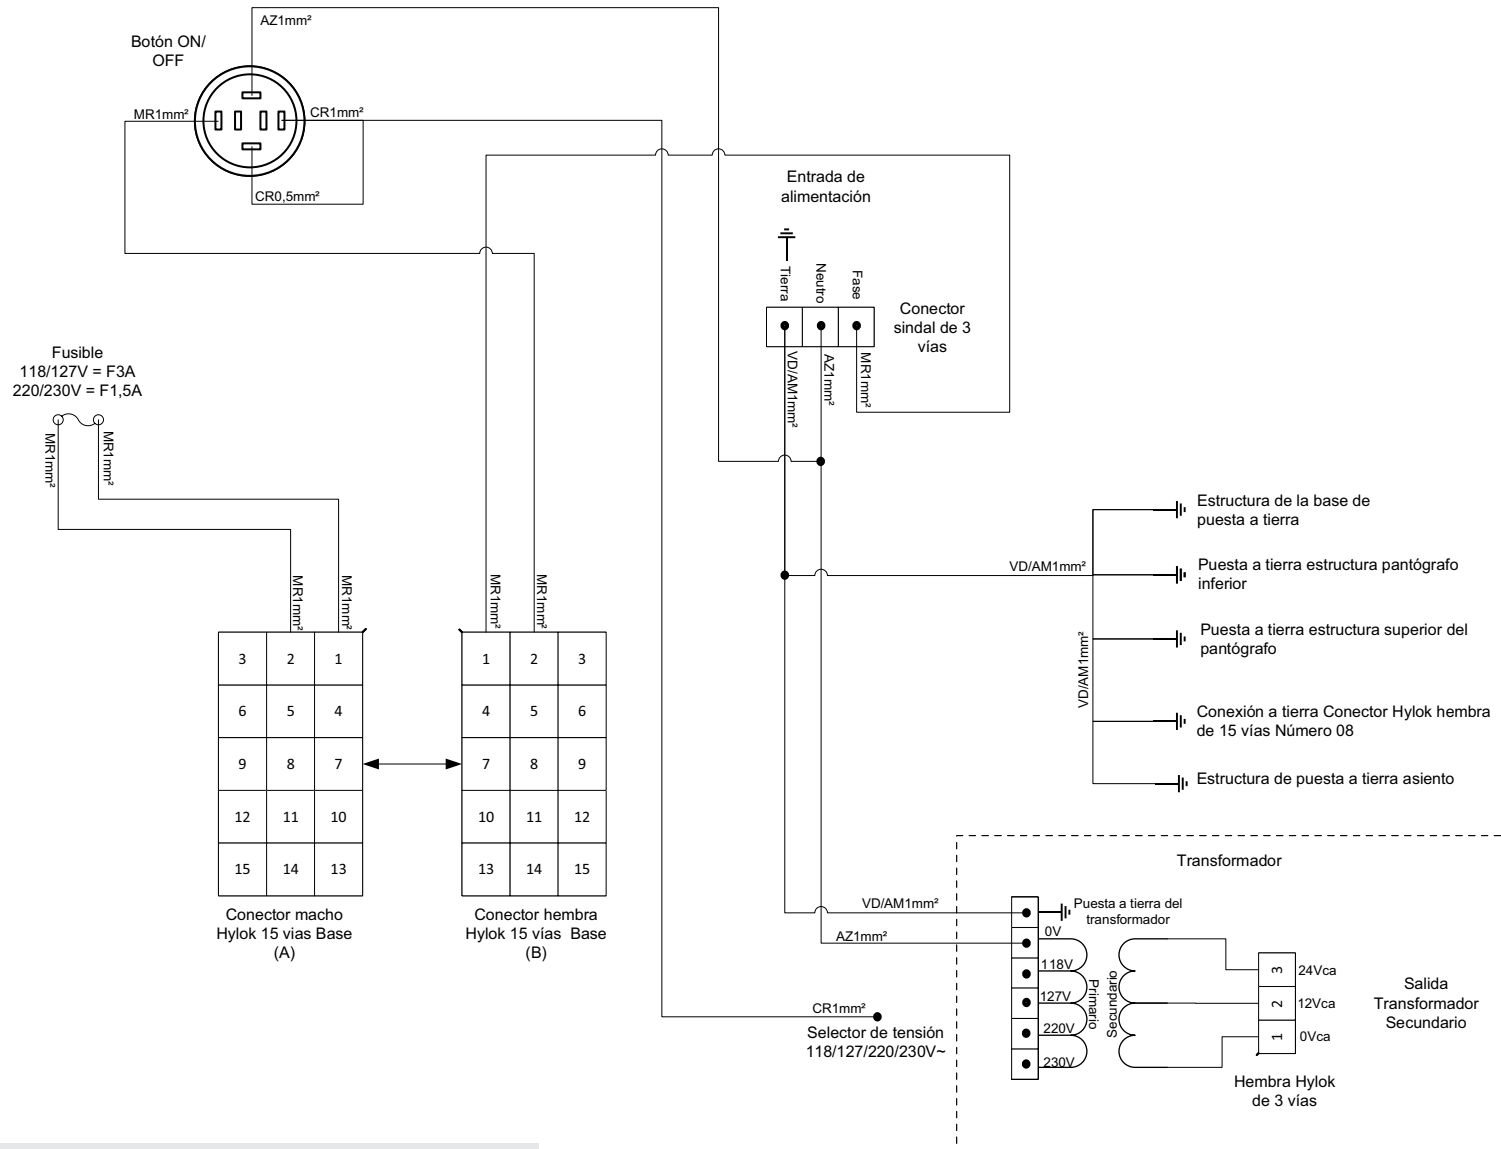 AZ1mm²
Botón ON/
OFF
MR1mm²
CR1mm²
CR0,5mm²
Entrada de
alimentación
Tierra
Neutro
Fase
Conector
sindal de 3
vías
VD/AM1mm²
AZ1mm²
MR1mm²
Fusible
118/127V = F3A
220/230V = F1,5A
MR1mm²
MR1mm²
MR1mm²
MR1mm²
MR1mm²
MR1mm²
3 2 1
6 5 4
9 8 7
12 11 10
15 14 13
Conector macho
Hylok 15 vias Base
(A)
1 2 3
4 5 6
7 8 9
10 11 12
13 14 15
Conector hembra
Hylok 15 vías Base
(B)
VD/AM1mm²
VD/AM1mm²
Estructura de la base de
puesta a tierra
Puesta a tierra estructura pantógrafo
inferior
Puesta a tierra estructura superior del
pantógrafo
Conexión a tierra Conector Hylok hembra
de 15 vías Número 08
Estructura de puesta a tierra asiento
Transformador
VD/AM1mm²
AZ1mm²
Puesta a tierra del
transformador
0V
118V
127V
220V
230V
Primario
Secundario
3
2
1
24Vca
12Vca
0Vca
Salida
Transformador
Secundario
Hembra Hylok
de 3 vías
CR1mm²
Selector de tensión
118/127/220/230V~